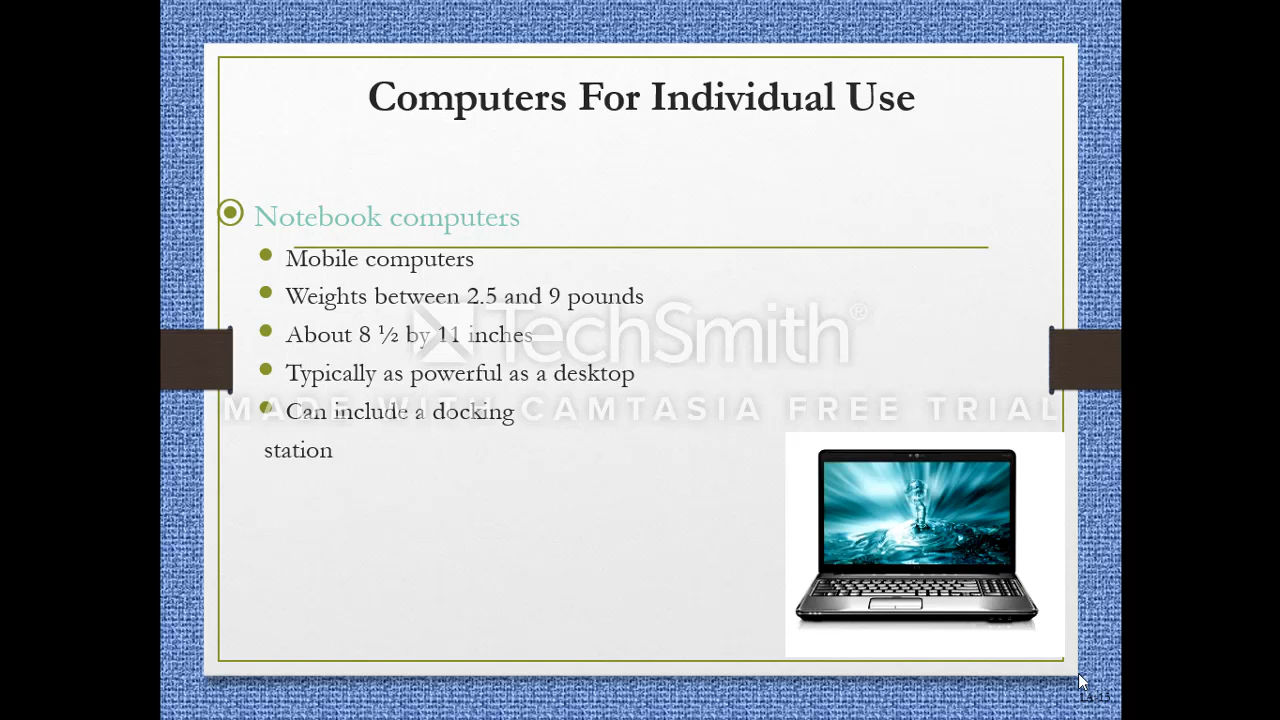 Computers For Individual Use
Notebook computers
Mobile computers
Weights between 2.5 and 9 pounds
About 8 ½ by 11 inches
Typically as powerful as a desktop
Can include a docking
station
TechSmith®
MADE WITH CAMTASIA FREE TRIAL